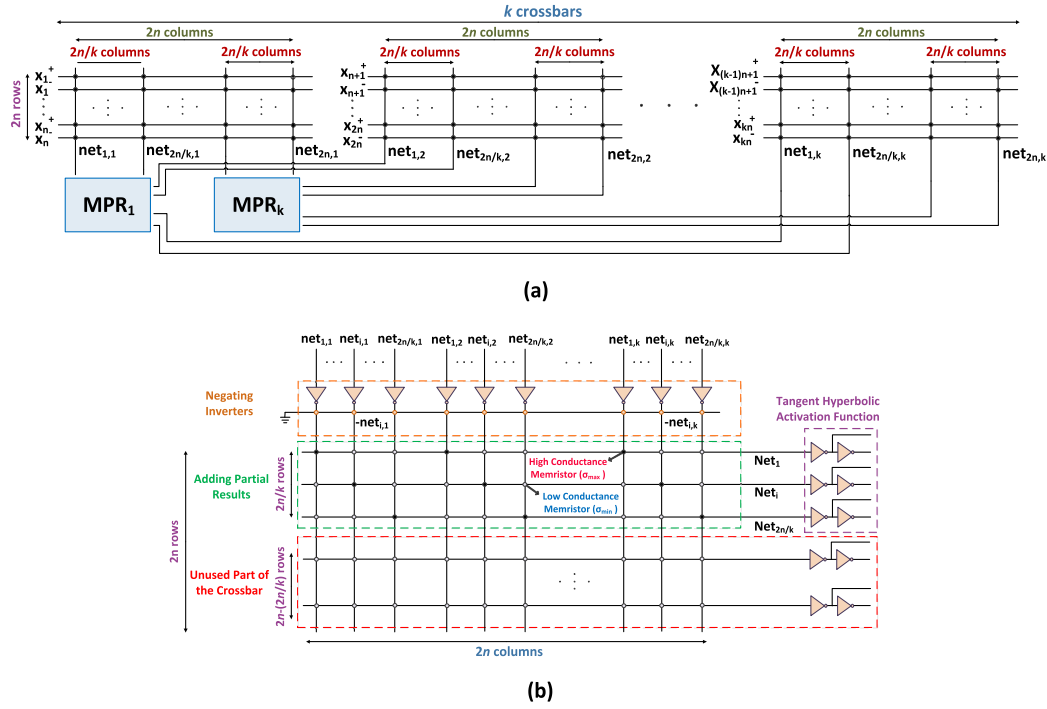 k crossbars
2n columns 2n columns 2n columns
2n/k columns 2n/k columns 2n/k columns 2n/k columns 2n/k columns 2n/k columns
2n rows
x1+ xn+1+ X(k-1)n+1+
x1- xn+1- X(k-1)n+1-
xn+ x2n+ xkn+
xn- x2n- xkn-
net1,1 net2n/k,1 net2n,1 net1,2 net2n/k,2 net2n,2 net1,k net2n/k,k net2n,k
MPR1 MPRk
(a)
net1,1 neti,1 net2n/k,1 net1,2 neti,2 net2n/k,2 net1,k neti,k net2n/k,k
Negating
Inverters
-neti,1 -neti,k
Tangent Hyperbolic
Activation Function
Adding Partial
Results
2n/k rows
High Conductance
Memristor (σmax )
Low Conductance
Memristor (σmin )
Net1
Neti
Net2n/k
2n rows
Unused Part of
the Crossbar
2n-(2n/k) rows
2n columns
(b)